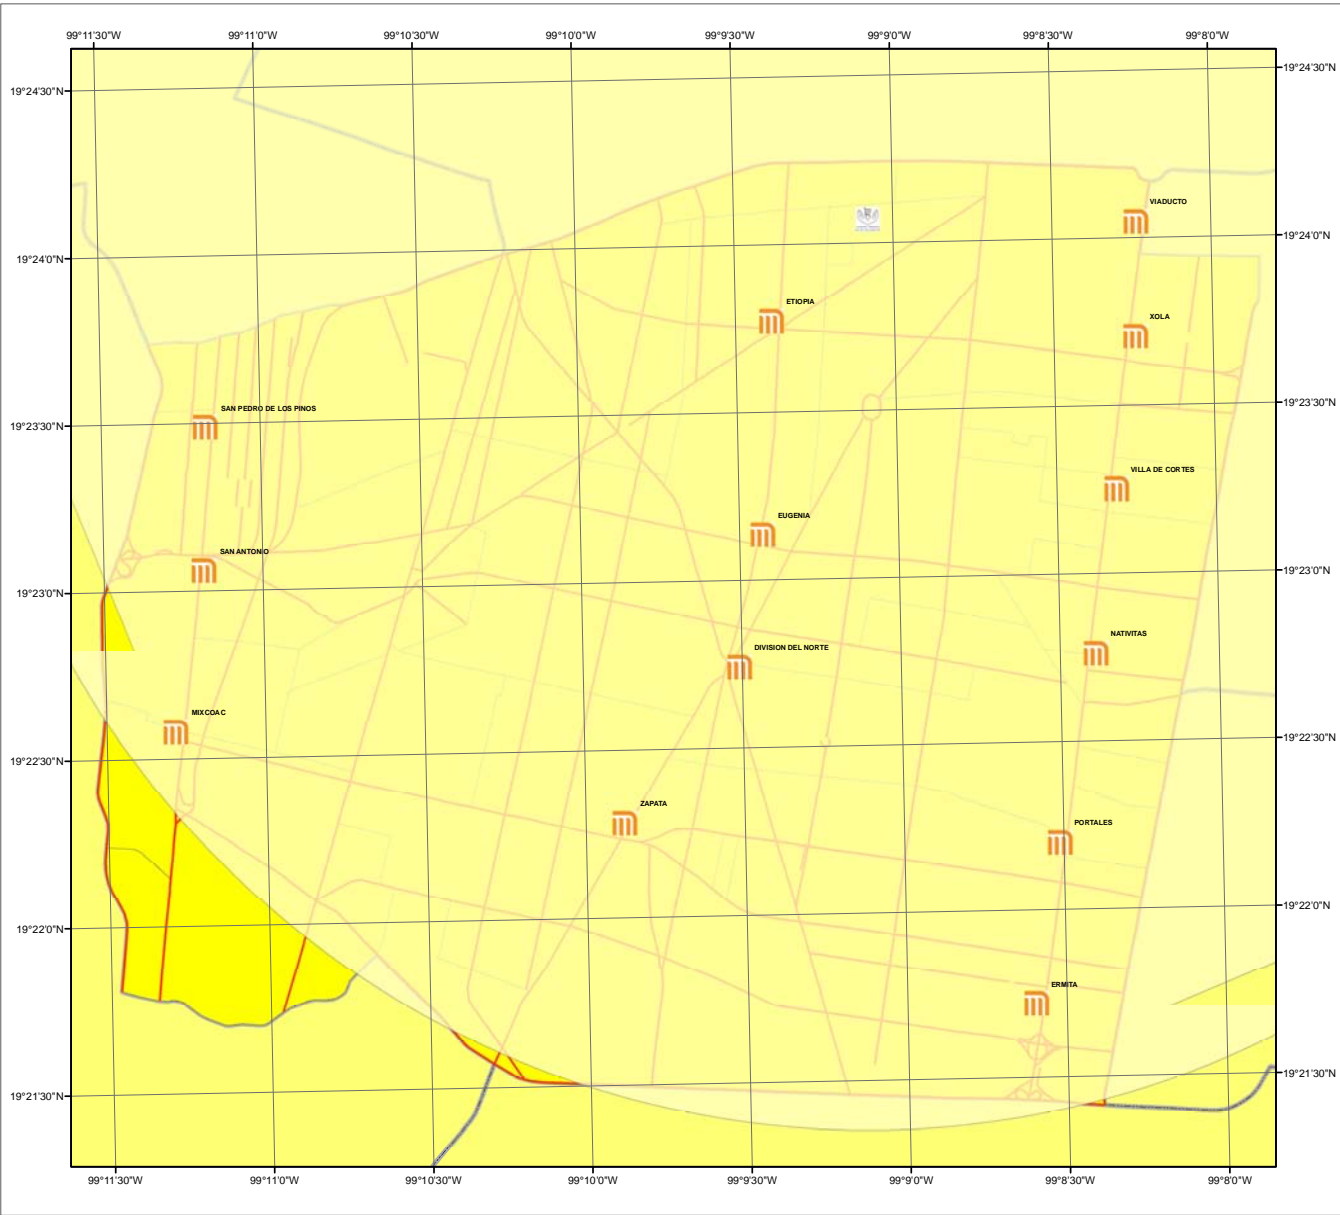 99°11'30"W 99°11'0"W 99°10'30"W 99°10'0"W 99°9'30"W 99°9'0"W 99°8'30"W 99°8'0"W
19°24'30"N 19°24'30"N
VIADUCTO
19°24'0"N 19°24'0"N
ETIOPIA
XOLA
SAN PEDRO DE LOS PINOS
19°23'30"N 19°23'30"N
VILLA DE CORTES
EUGENIA
SAN ANTONIO
19°23'0"N 19°23'0"N
NATIVITAS
DIVISION DEL NORTE
MIXCOAC
19°22'30"N 19°22'30"N
ZAPATA
PORTALES
19°22'0"N 19°22'0"N
ERMITA
19°21'30"N 19°21'30"N
99°11'30"W 99°11'0"W 99°10'30"W 99°10'0"W 99°9'30"W 99°9'0"W 99°8'30"W 99°8'0"W